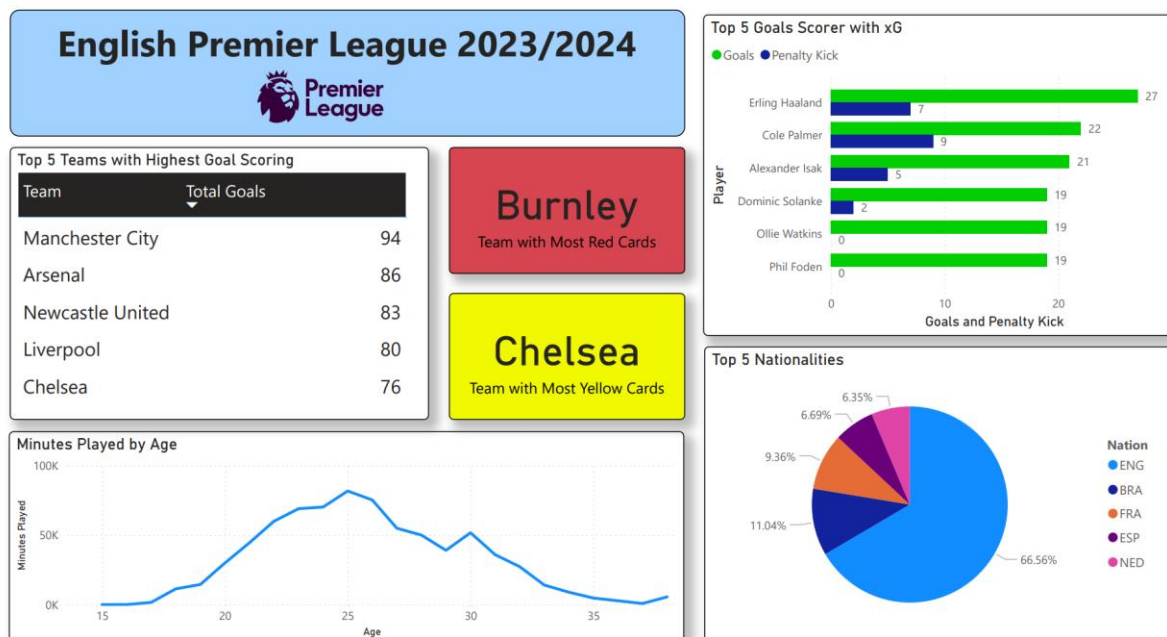 English Premier League 2023/2024
Premier
League
Top 5 Teams with Highest Goal Scoring
Team Total Goals
Manchester City 94
Arsenal 86
Newcastle United 83
Liverpool 80
Chelsea 76
Burnley
Team with Most Red Cards
Chelsea
Team with Most Yellow Cards
Minutes Played by Age
100K
50K
0K
Minutes Played
15 20 25 30 35
Age
Top 5 Goals Scorer with xG
Goals Penalty Kick
Player
Erling Haaland 27
7
Cole Palmer 22
9
Alexander Isak 21
5
Dominic Solanke 19
2
Ollie Watkins 19
0
Phil Foden 19
0
0 10 20
Goals and Penalty Kick
Top 5 Nationalities
6.35%
6.69%
9.36%
11.04%
66.56%
Nation
ENG
BRA
FRA
ESP
NED